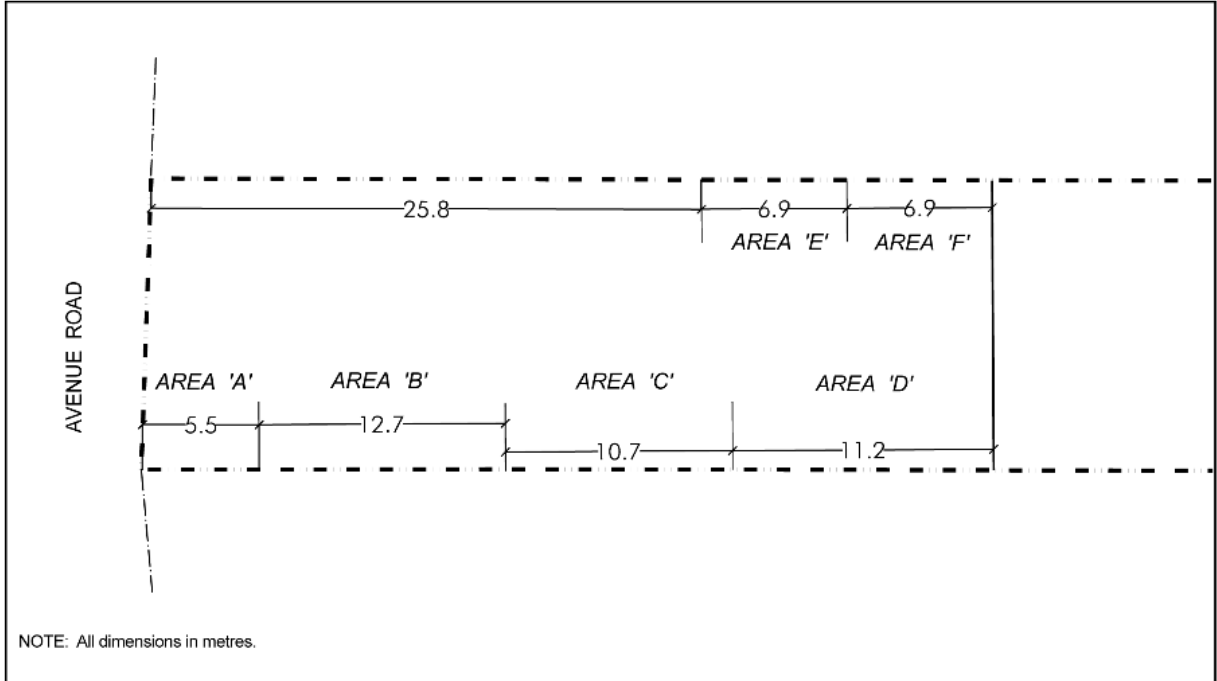 25.8
6.9
6.9
AREA 'E'
AREA 'F'
AVENUE ROAD
AREA 'A'
AREA 'B'
AREA 'C'
AREA 'D'
5.5
12.7
10.7
11.2
NOTE: All dimensions in metres.